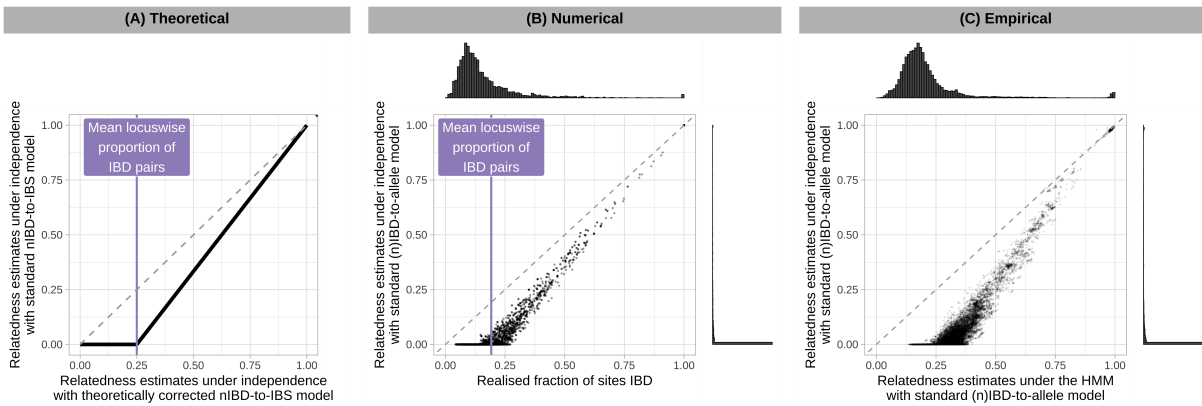 (A) Theoretical
Relatedness estimates under independence
with standard nIBD-to-IBS model
1.00
0.75
0.50
0.25
0.00
Mean locuswise
proportion of
IBD pairs
0.00 0.25 0.50 0.75 1.00
Relatedness estimates under independence
with theoretically corrected nIBD-to-IBS model
(B) Numerical
Relatedness estimates under independence
with standard (n)IBD-to-allele model
1.00
0.75
0.50
0.25
0.00
Mean locuswise
proportion of
IBD pairs
0.00 0.25 0.50 0.75 1.00
Realised fraction of sites IBD
(C) Empirical
Relatedness estimates under independence
with standard (n)IBD-to-allele model
1.00
0.75
0.50
0.25
0.00
0.00 0.25 0.50 0.75 1.00
Relatedness estimates under the HMM
with standard (n)IBD-to-allele model